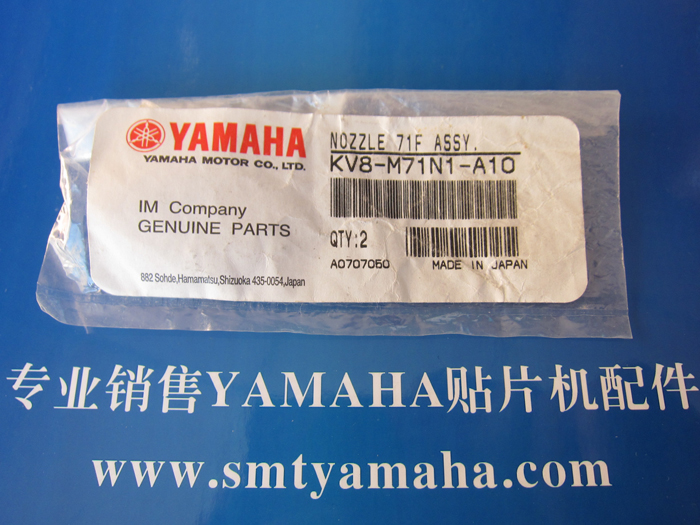 YAMAHA
YAMAHA MOTOR CO., LTD.
IM Company
GENUINE PARTS
882 Sohde,Hamamatsu,Shizuoka 435-0054,Japan
NOZZLE 71F ASSY.
KV8-M71N1-A10
QTY:2
A0707050 MADE IN JAPAN
专业销售YAMAHA贴片机配件
www.smtyamaha.com